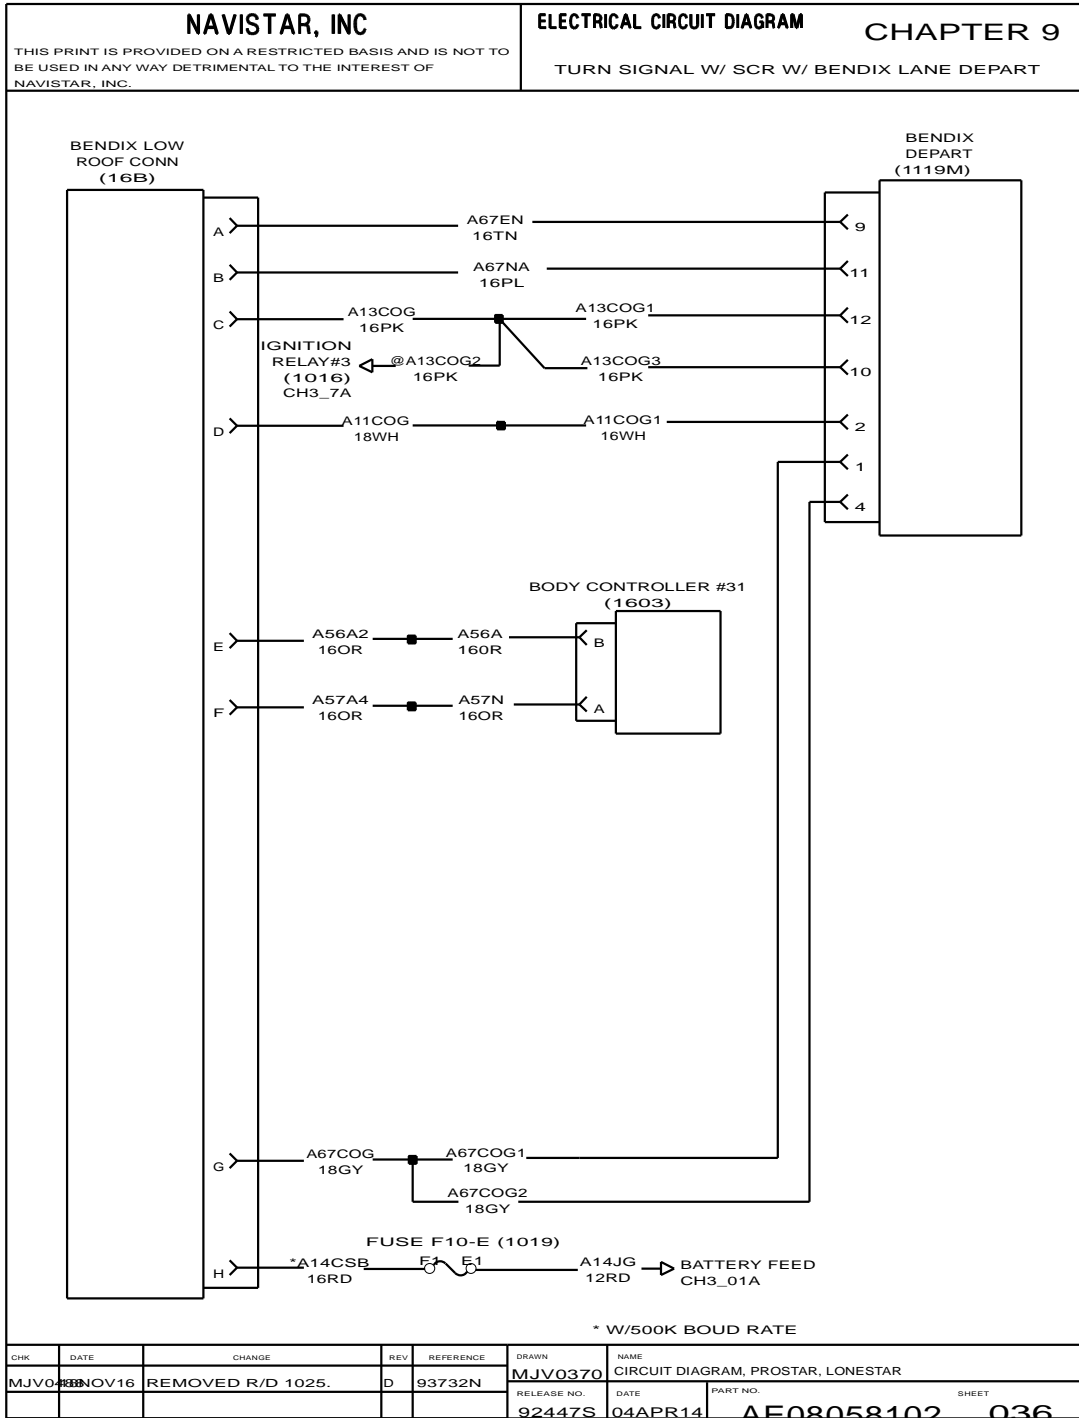 NAVISTAR, INC
THIS PRINT IS PROVIDED ON A RESTRICTED BASIS AND IS NOT TO
BE USED IN ANY WAY DETRIMENTAL TO THE INTEREST OF
NAVISTAR, INC.
ELECTRICAL CIRCUIT DIAGRAM
CHAPTER 9
TURN SIGNAL W/ SCR W/ BENDIX LANE DEPART
BENDIX LOW
ROOF CONN
(16B)
BENDIX
DEPART
(1119M)
A
A67EN
16TN
9
B
A67NA
16PL
11
C
A13COG
16PK
A13COG1
16PK
12
IGNITION
RELAY#3
(1016)
CH3_7A
@A13COG2
16PK
A13COG3
16PK
10
D
A11COG
18WH
A11COG1
16WH
2
1
4
BODY CONTROLLER #31
(1603)
E
A56A2
16OR
A56A
160R
B
F
A57A4
16OR
A57N
16OR
A
G
A67COG
18GY
A67COG1
18GY
A67COG2
18GY
FUSE F10-E (1019)
H
*A14CSB
16RD
F1
E1
A14JG
12RD
BATTERY FEED
CH3_01A
* W/500K BOUD RATE
CHK
DATE
CHANGE
REV
REFERENCE
DRAWN
NAME
NOV16
REMOVED R/D 1025.
D
93732N
MJV0370
CIRCUIT DIAGRAM, PROSTAR, LONESTAR
RELEASE NO.
DATE
PART NO.
SHEET
92447S
04APR14
AE08058102
036